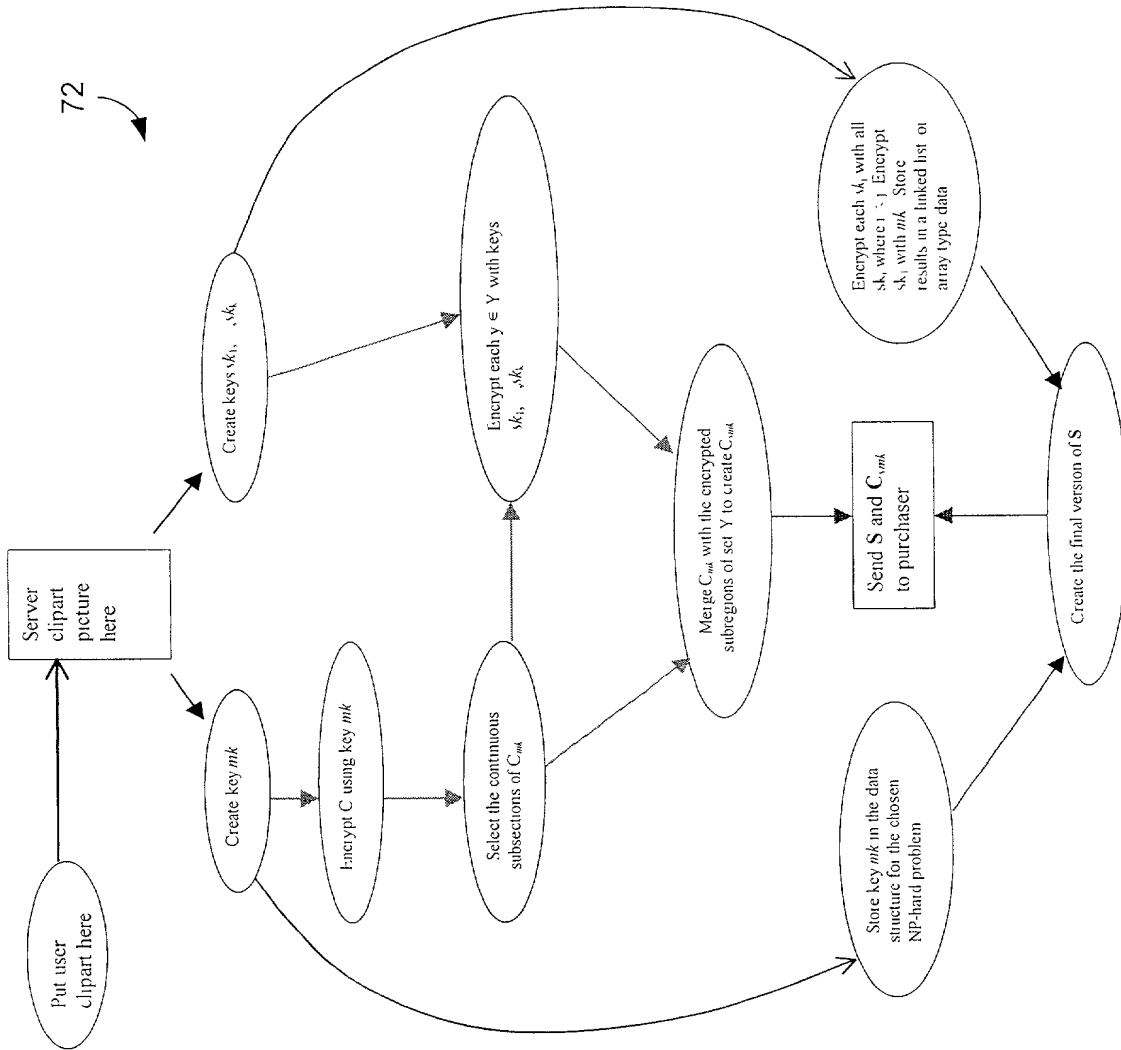 72
Put user
clipart here
Server
clipart
picture
here
Create key mk
Create keys sk₁, ,skₖ
Encrypt C using key mk
Select the continuous
subsections of Cₘₖ
Encrypt each y ∈ Y with keys
sk₁, ,skₖ
Merge Cₘₖ with the encrypted
subregions of set Y to create Cₛₘₖ
Store key mk in the data
structure for the chosen
NP-hard problem
Send S and Cₛₘₖ
to purchaser
Encrypt each skⱼ with all
skᵢ where i > j Encrypt
sk₁ with mk Store
results in a linked list or
array type data
Create the final version of S